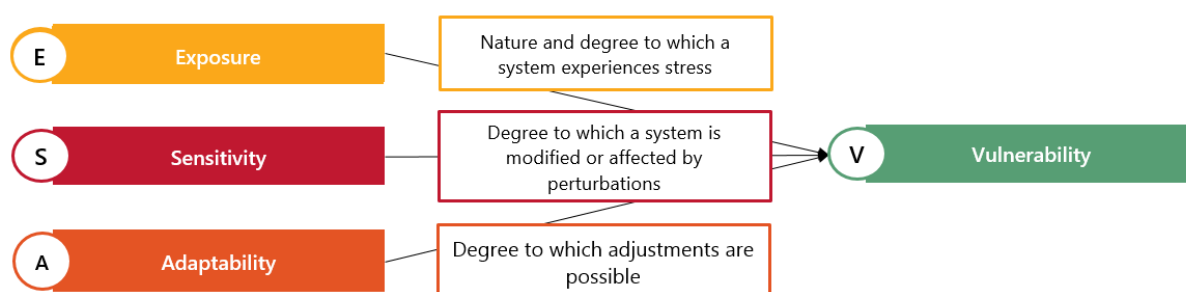 E
Exposure
Nature and degree to which a
system experiences stress
S
Sensitivity
Degree to which a system is
modified or affected by
perturbations
V
Vulnerability
A
Adaptability
Degree to which adjustments are
possible